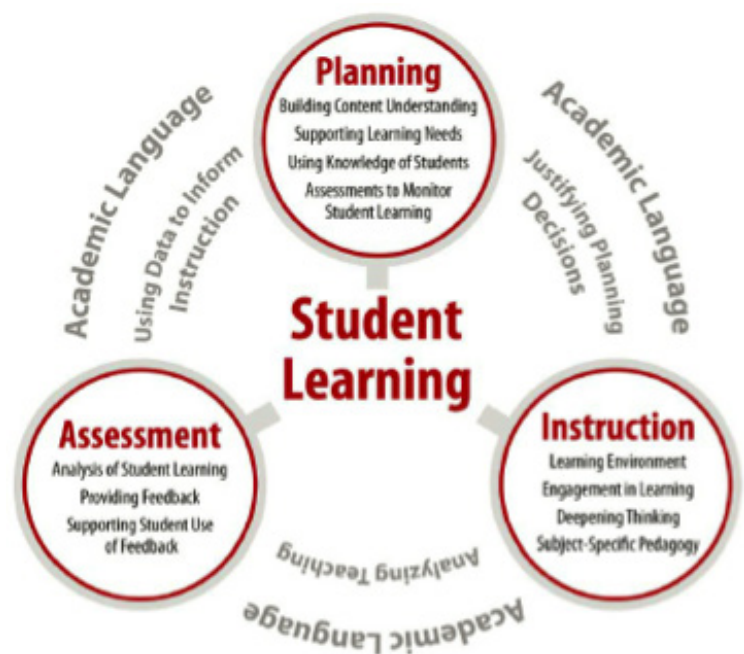 Planning
Building Content Understanding
Supporting Learning Needs
Using Knowledge of Students
Assessments to Monitor
Student Learning
Academic Language
Using Data to Inform
Instruction
Academic Language
Justifying Planning
Decisions
Student
Learning
Assessment
Analysis of Student Learning
Providing Feedback
Supporting Student Use
of Feedback
Instruction
Learning Environment
Engagement in Learning
Deepening Thinking
Subject-Specific Pedagogy
Analyzing Teaching
Academic Language